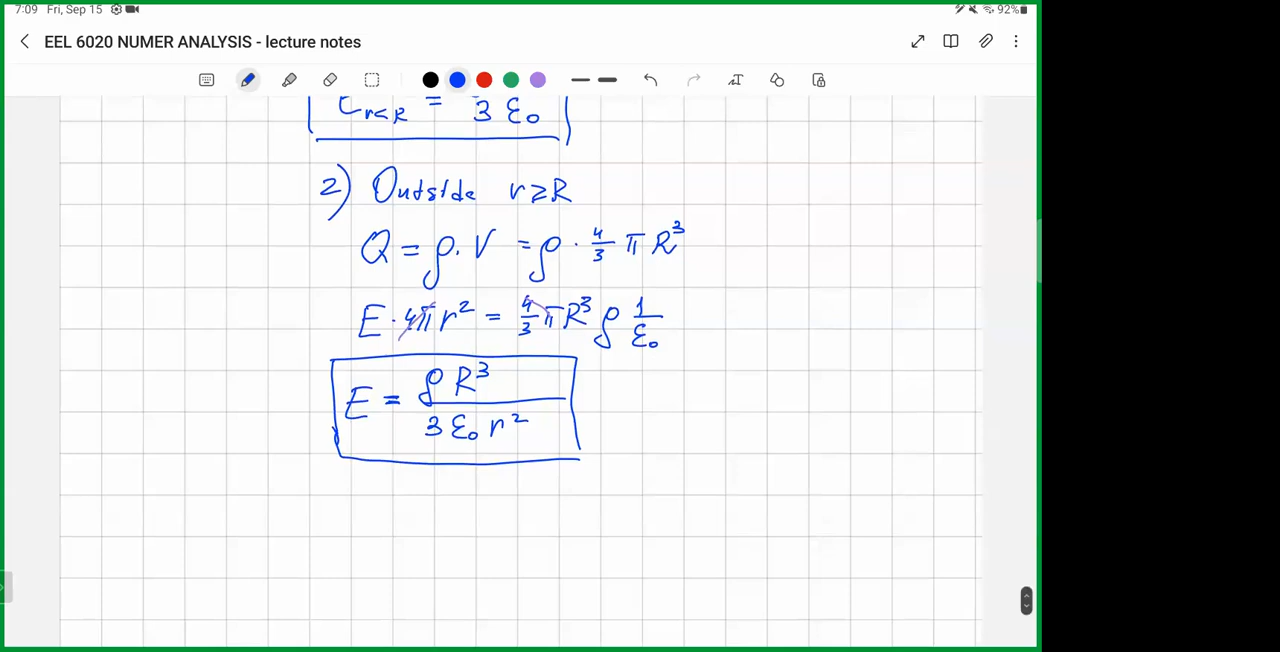 7:09 Fri, Sep 15 92%
EEL 6020 NUMER ANALYSIS - lecture notes
E r<R = 3 ε₀
2) Outside r ≥ R
Q = ρ · V = ρ · 4/3 π R³
E · 4π r² = 4/3 π R³ ρ 1/ε₀
E = ρ R³ / 3 ε₀ r²